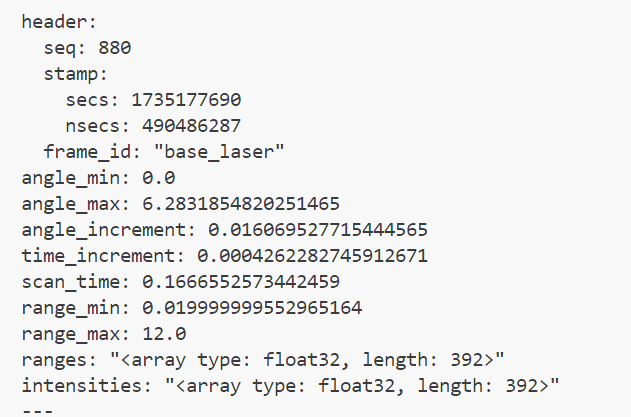 header:
  seq: 880
  stamp:
    secs: 1735177690
    nsecs: 490486287
  frame_id: "base_laser"
angle_min: 0.0
angle_max: 6.2831854820251465
angle_increment: 0.016069527715444565
time_increment: 0.0004262282745912671
scan_time: 0.1666552573442459
range_min: 0.019999999552965164
range_max: 12.0
ranges: "<array type: float32, length: 392>"
intensities: "<array type: float32, length: 392>"
---